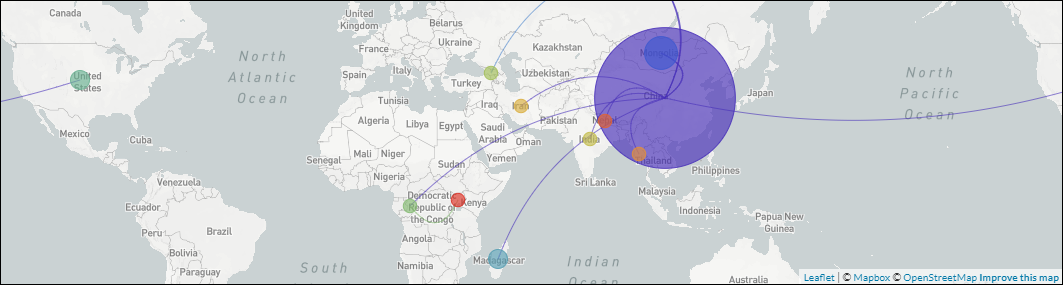 Canada
United
Kingdom
Belarus
Ukraine
France
Kazakhstan
Mongolia
North
Atlantic
Ocean
United
States
Spain
Italy
Turkey
Uzbekistan
China
Japan
North
Pacific
Ocean
Mexico
Cuba
Tunisia
Algeria
Libya
Egypt
Iraq
Iran
Saudi
Arabia
Oman
Pakistan
Nepal
India
Senegal
Mali
Niger
Sudan
Yemen
Thailand
Philippines
Sri Lanka
Venezuela
Ecuador
Peru
Brazil
Bolivia
Paraguay
Democratic
Republic of
the Congo
Kenya
Angola
Namibia
Madagascar
Malaysia
Indonesia
Papua New
Guinea
South
Indian
Ocean
Australia
Leaflet | © Mapbox © OpenStreetMap Improve this map